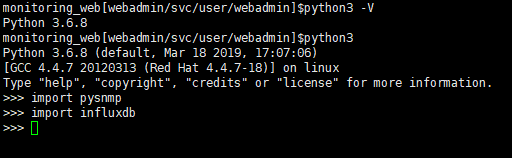 monitoring_web[webadmin/svc/user/webadmin]$python3 -V
Python 3.6.8
monitoring_web[webadmin/svc/user/webadmin]$python3
Python 3.6.8 (default, Mar 18 2019, 17:07:06)
[GCC 4.4.7 20120313 (Red Hat 4.4.7-18)] on linux
Type "help", "copyright", "credits" or "license" for more information.
>>> import pysnmp
>>> import influxdb
>>>